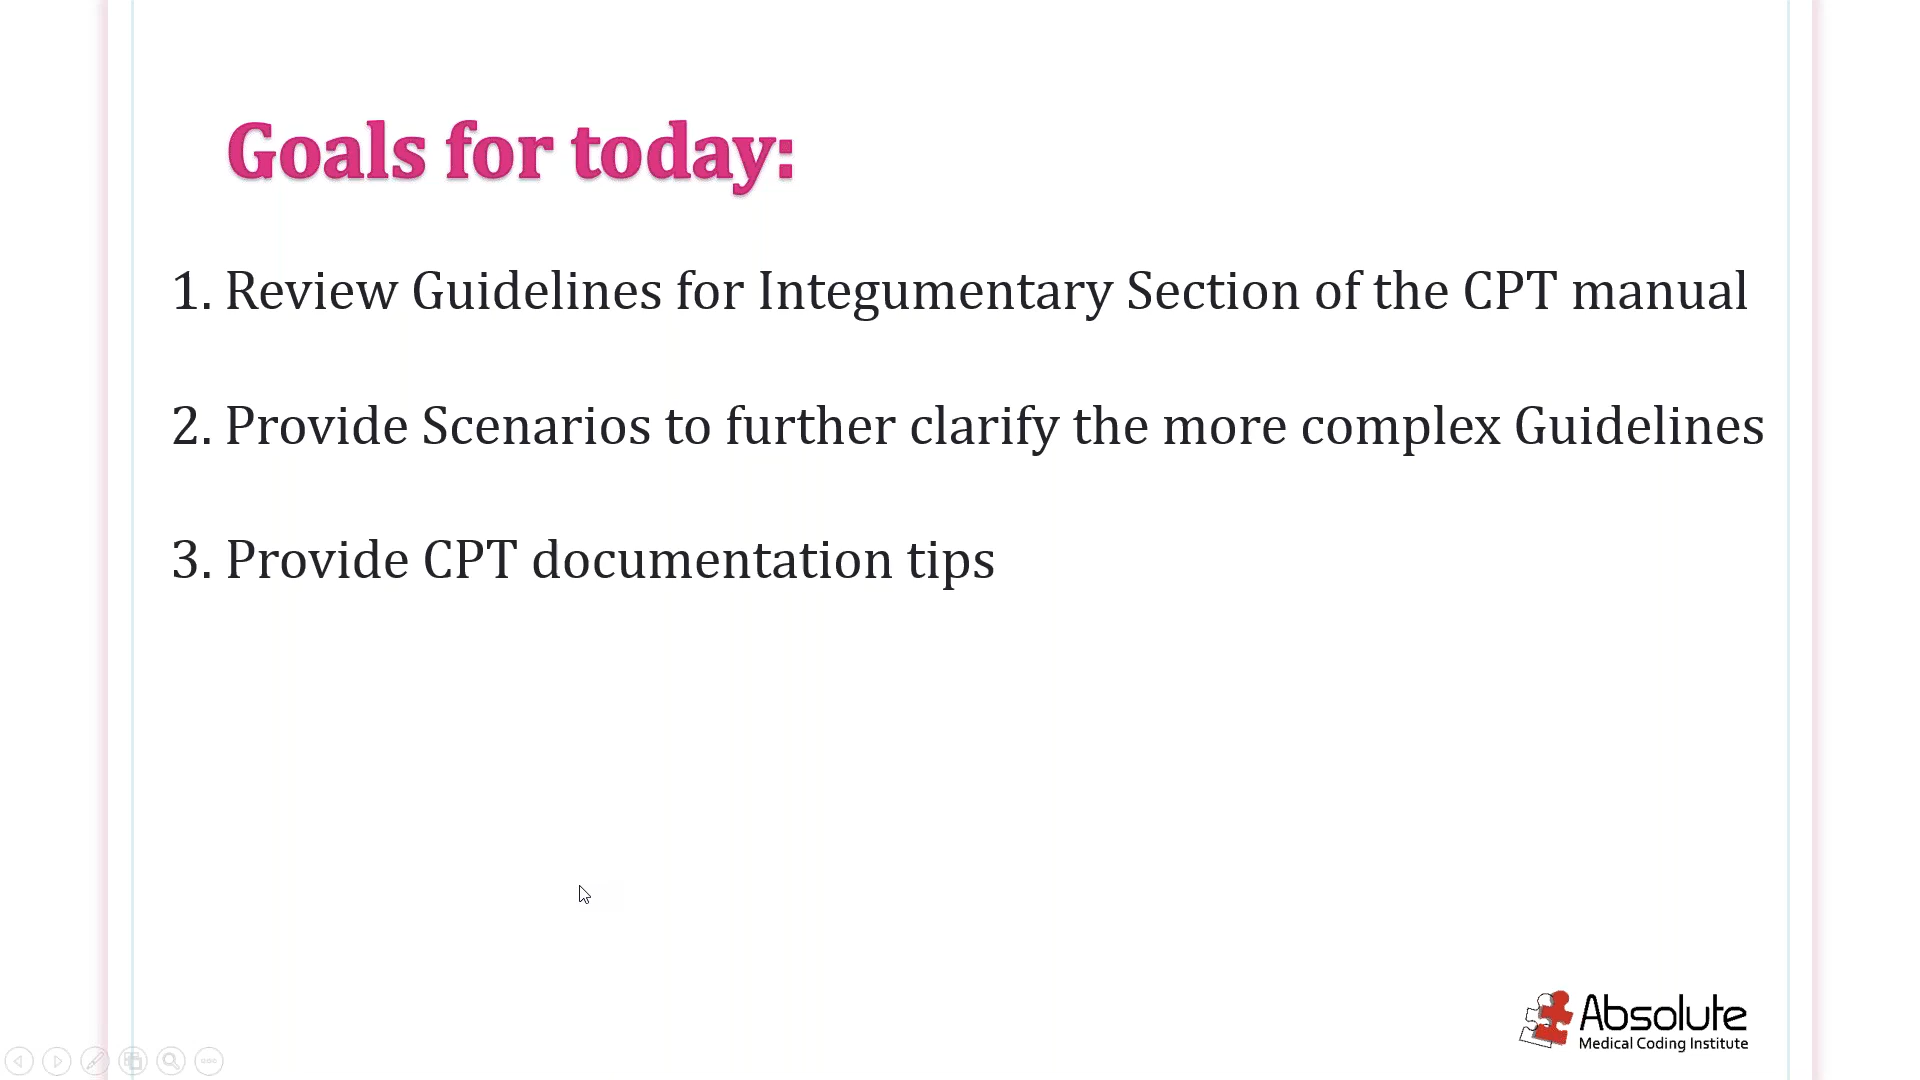 Goals for today:
1. Review Guidelines for Integumentary Section of the CPT manual
2. Provide Scenarios to further clarify the more complex Guidelines
3. Provide CPT documentation tips
Absolute
Medical Coding Institute